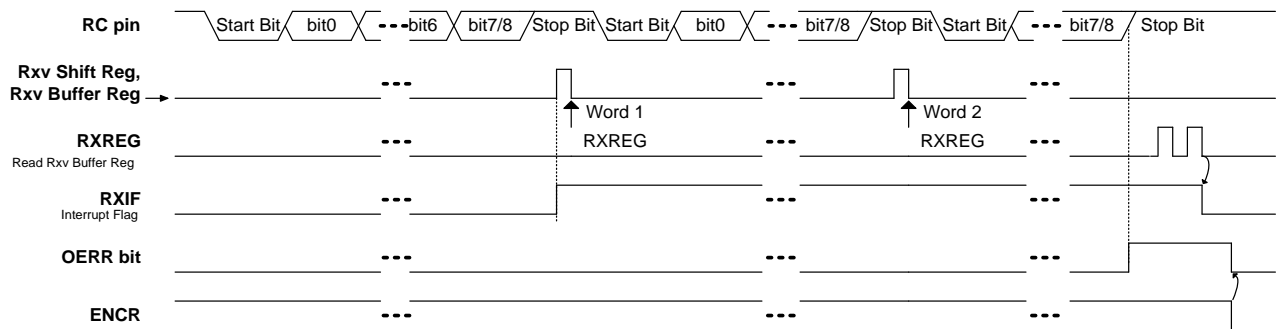 RC pin Start Bit bit0 bit6 bit7/8 Stop Bit Start Bit bit0 bit7/8 Stop Bit Start Bit bit7/8 Stop Bit
Rxv Shift Reg,
Rxv Buffer Reg
Word 1 Word 2
RXREG RXREG RXREG
Read Rxv Buffer Reg
RXIF
Interrupt Flag
OERR bit
ENCR